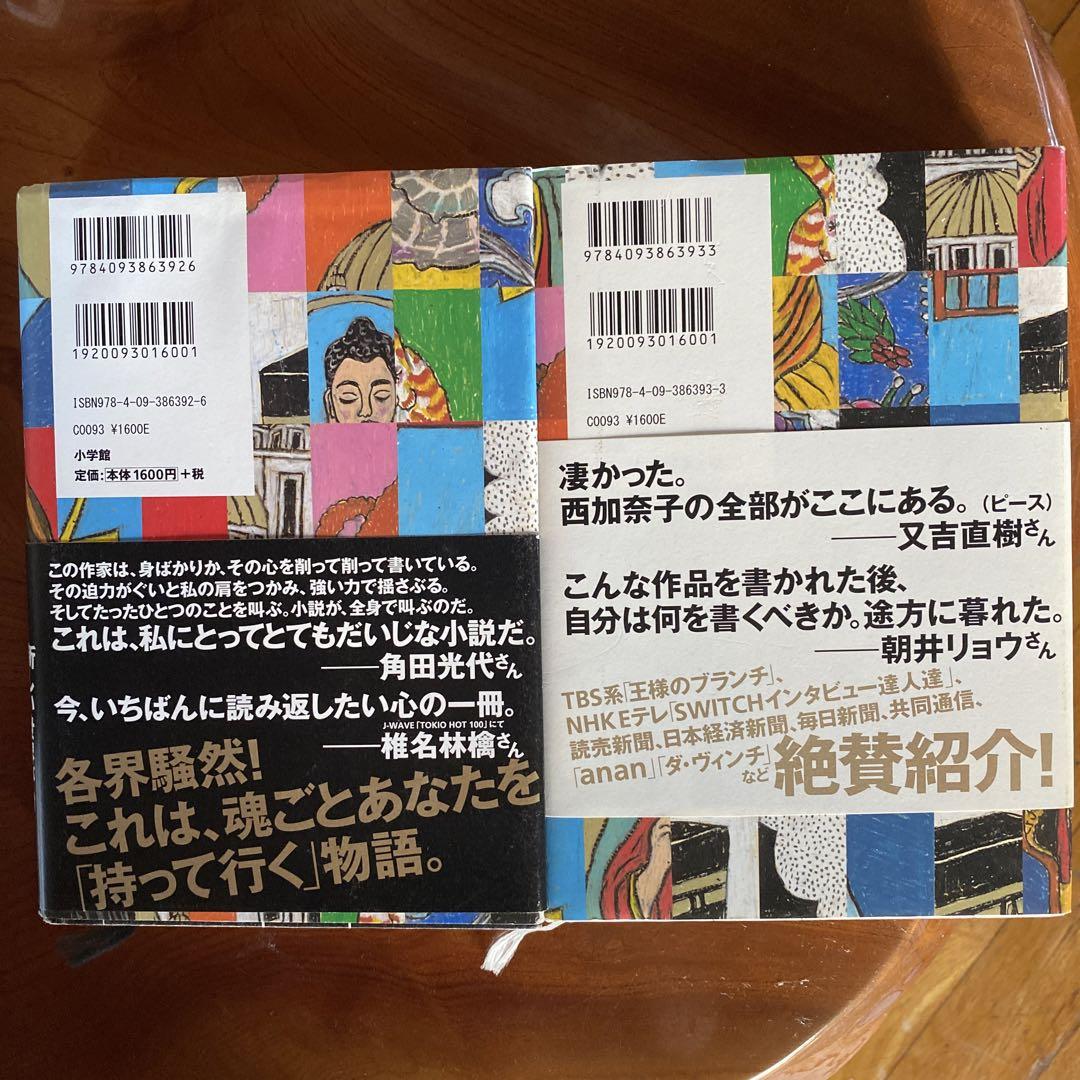 9784093863926
1920093016001
ISBN978-4-09-386392-6
C0093 ¥1600E
小学館
定価:本体1600円+税
この作家は、身ばかりか、その心を削って削って書いている。
その迫力がぐいと私の肩をつかみ、強い力で揺さぶる。
そしてたったひとつのことを叫ぶ。小説が、全身で叫ぶのだ。
これは、私にとってとてもだいじな小説だ。
──角田光代さん
今、いちばんに読み返したい心の一冊。
J-WAVE「TOKIO HOT 100」にて
──椎名林檎さん
各界騒然!
これは、魂ごとあなたを
「持って行く」物語。
9784093863933
1920093016001
ISBN978-4-09-386393-3
C0093 ¥1600E
凄かった。
西加奈子の全部がここにある。(ピース)
──又吉直樹さん
こんな作品を書かれた後、
自分は何を書くべきか。途方に暮れた。
──朝井リョウさん
TBS系「王様のブランチ」、
NHK Eテレ「SWITCHインタビュー達人達」、
読売新聞、日本経済新聞、毎日新聞、共同通信、
「anan」「ダ・ヴィンチ」など 絶賛紹介!